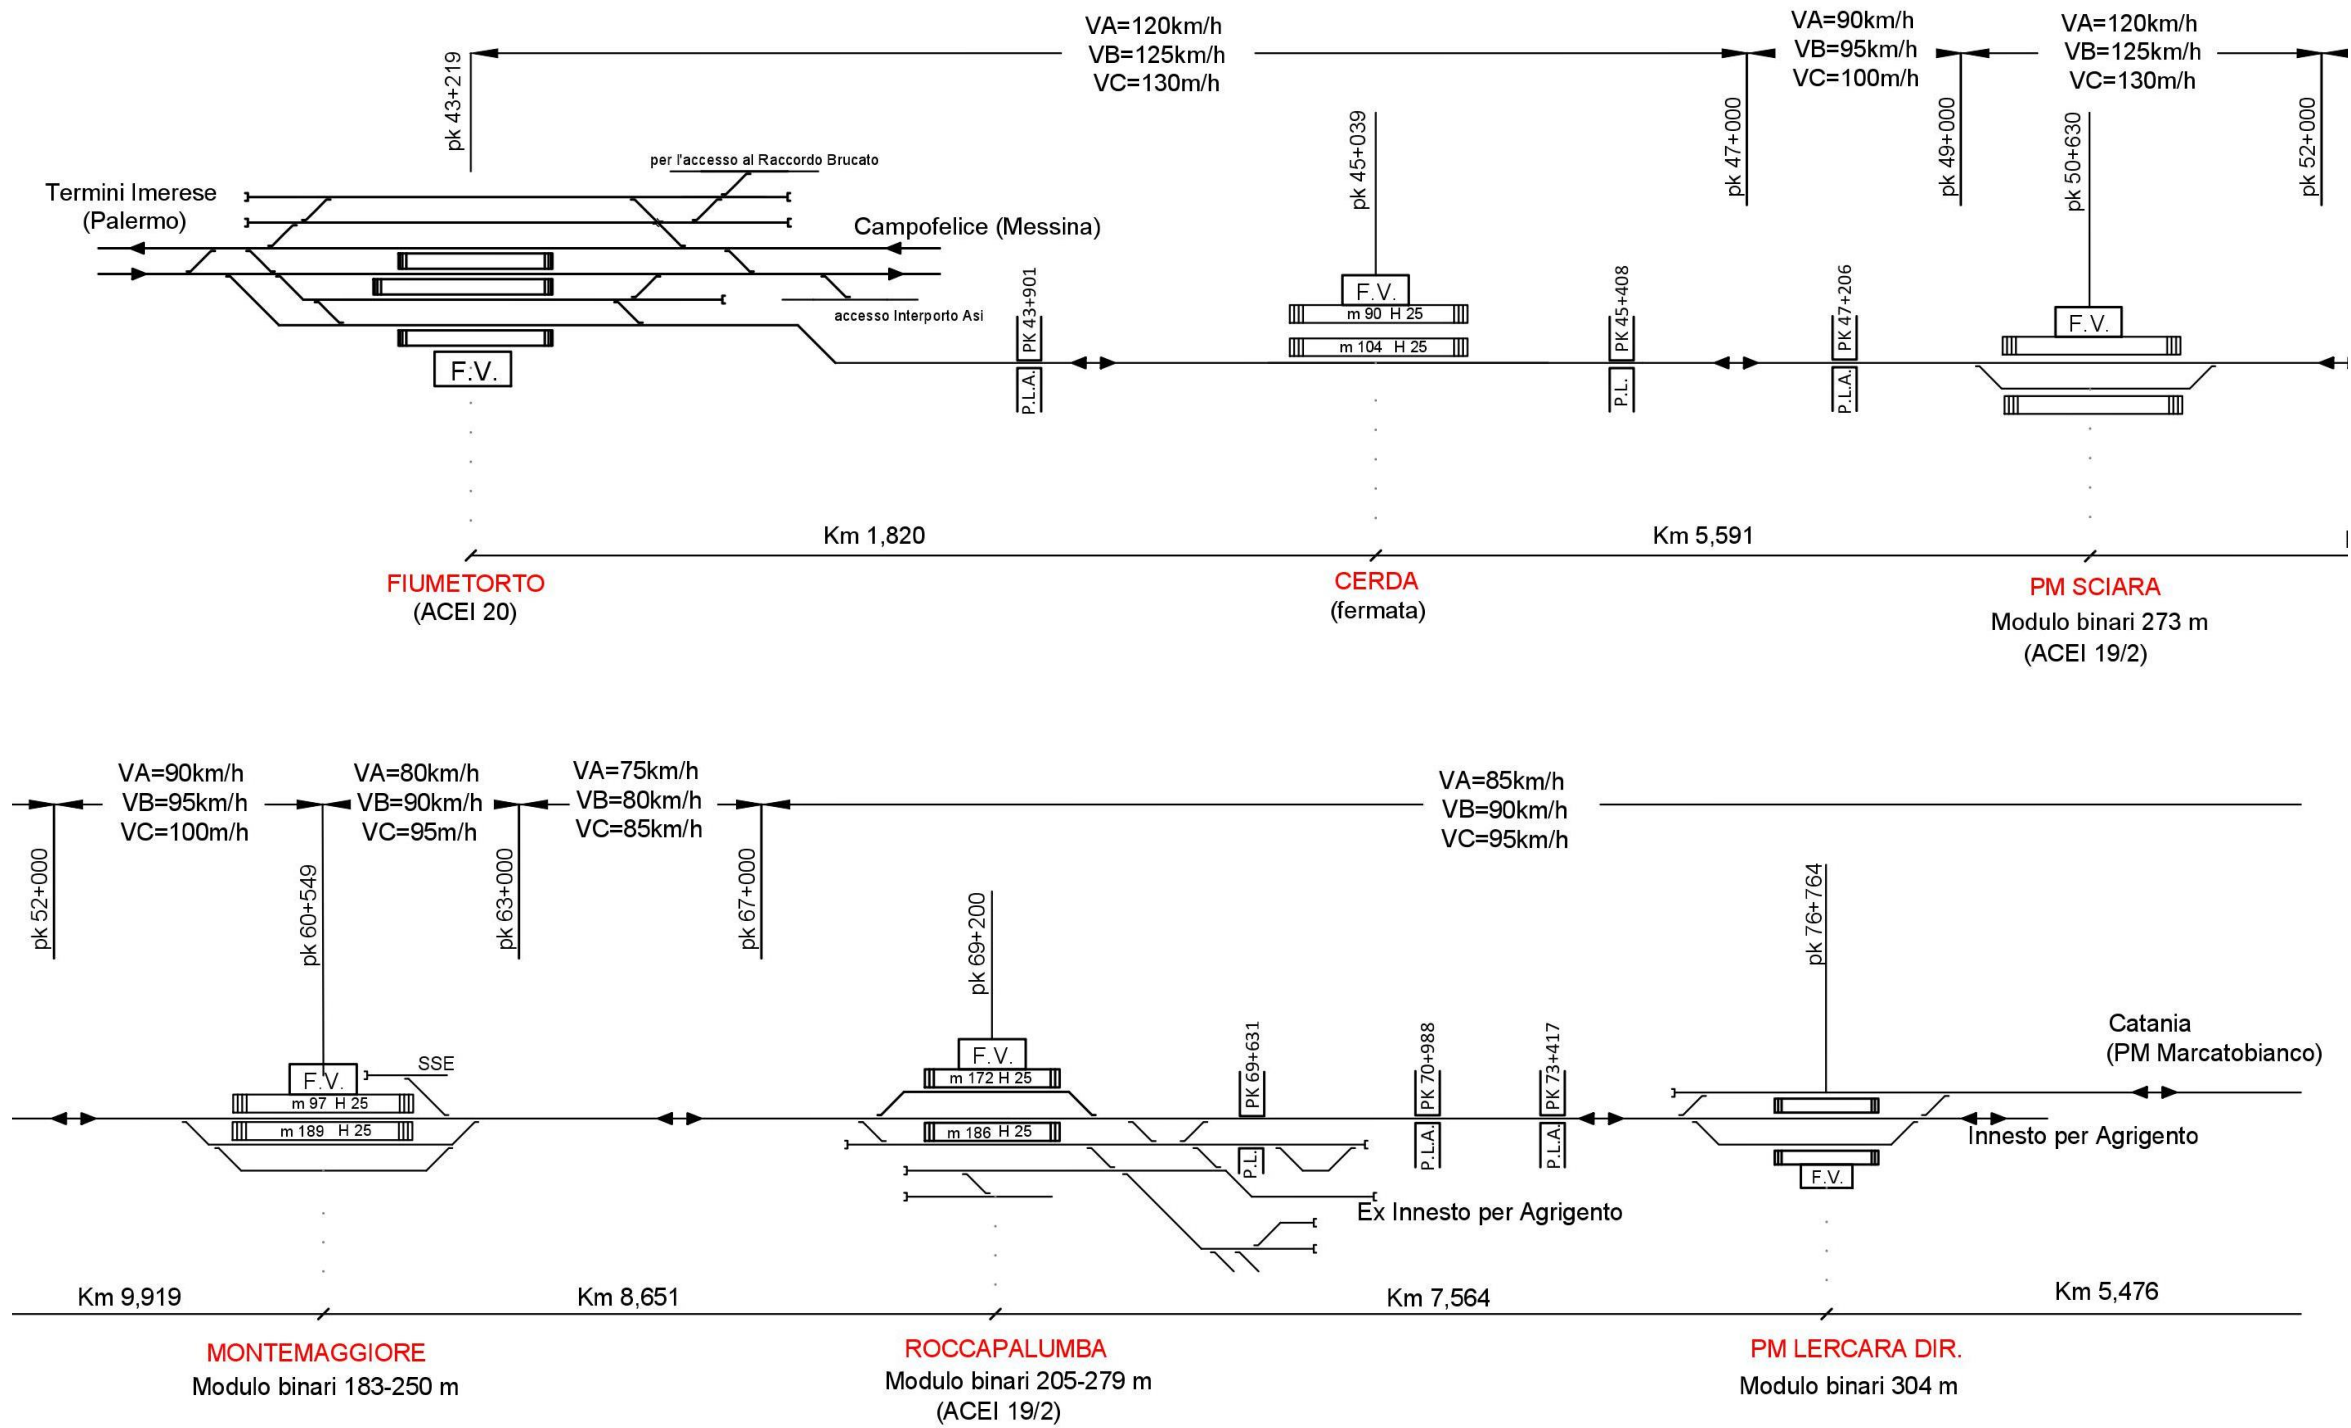 VA=120km/h
VB=125km/h
VC=130m/h
VA=90km/h
VB=95km/h
VC=100m/h
VA=120km/h
VB=125km/h
VC=130m/h
pk 43+219
pk 45+039
pk 47+000
pk 49+000
pk 50+630
pk 52+000
per l'accesso al Raccordo Brucato
Termini Imerese
(Palermo)
Campofelice (Messina)
accesso Interporto Asi
F.V.
PK 43+901
P.L.A.
F.V.
m 90 H 25
m 104 H 25
PK 45+408
P.L.
PK 47+206
P.L.A.
F.V.
Km 1,820
Km 5,591
FIUMETORTO
(ACEI 20)
CERDA
(fermata)
PM SCIARA
Modulo binari 273 m
(ACEI 19/2)
VA=90km/h
VB=95km/h
VC=100m/h
VA=80km/h
VB=90km/h
VC=95m/h
VA=75km/h
VB=80km/h
VC=85km/h
VA=85km/h
VB=90km/h
VC=95km/h
pk 52+000
pk 60+549
pk 63+000
pk 67+000
pk 69+200
pk 76+764
F.V.
SSE
m 97 H 25
m 189 H 25
F.V.
m 172 H 25
m 186 H 25
PK 69+631
P.L.
PK 70+988
P.L.A.
PK 73+417
P.L.A.
Catania
(PM Marcatobianco)
Innesto per Agrigento
F.V.
Ex Innesto per Agrigento
Km 9,919
Km 8,651
Km 7,564
Km 5,476
MONTEMAGGIORE
Modulo binari 183-250 m
ROCCAPALUMBA
Modulo binari 205-279 m
(ACEI 19/2)
PM LERCARA DIR.
Modulo binari 304 m